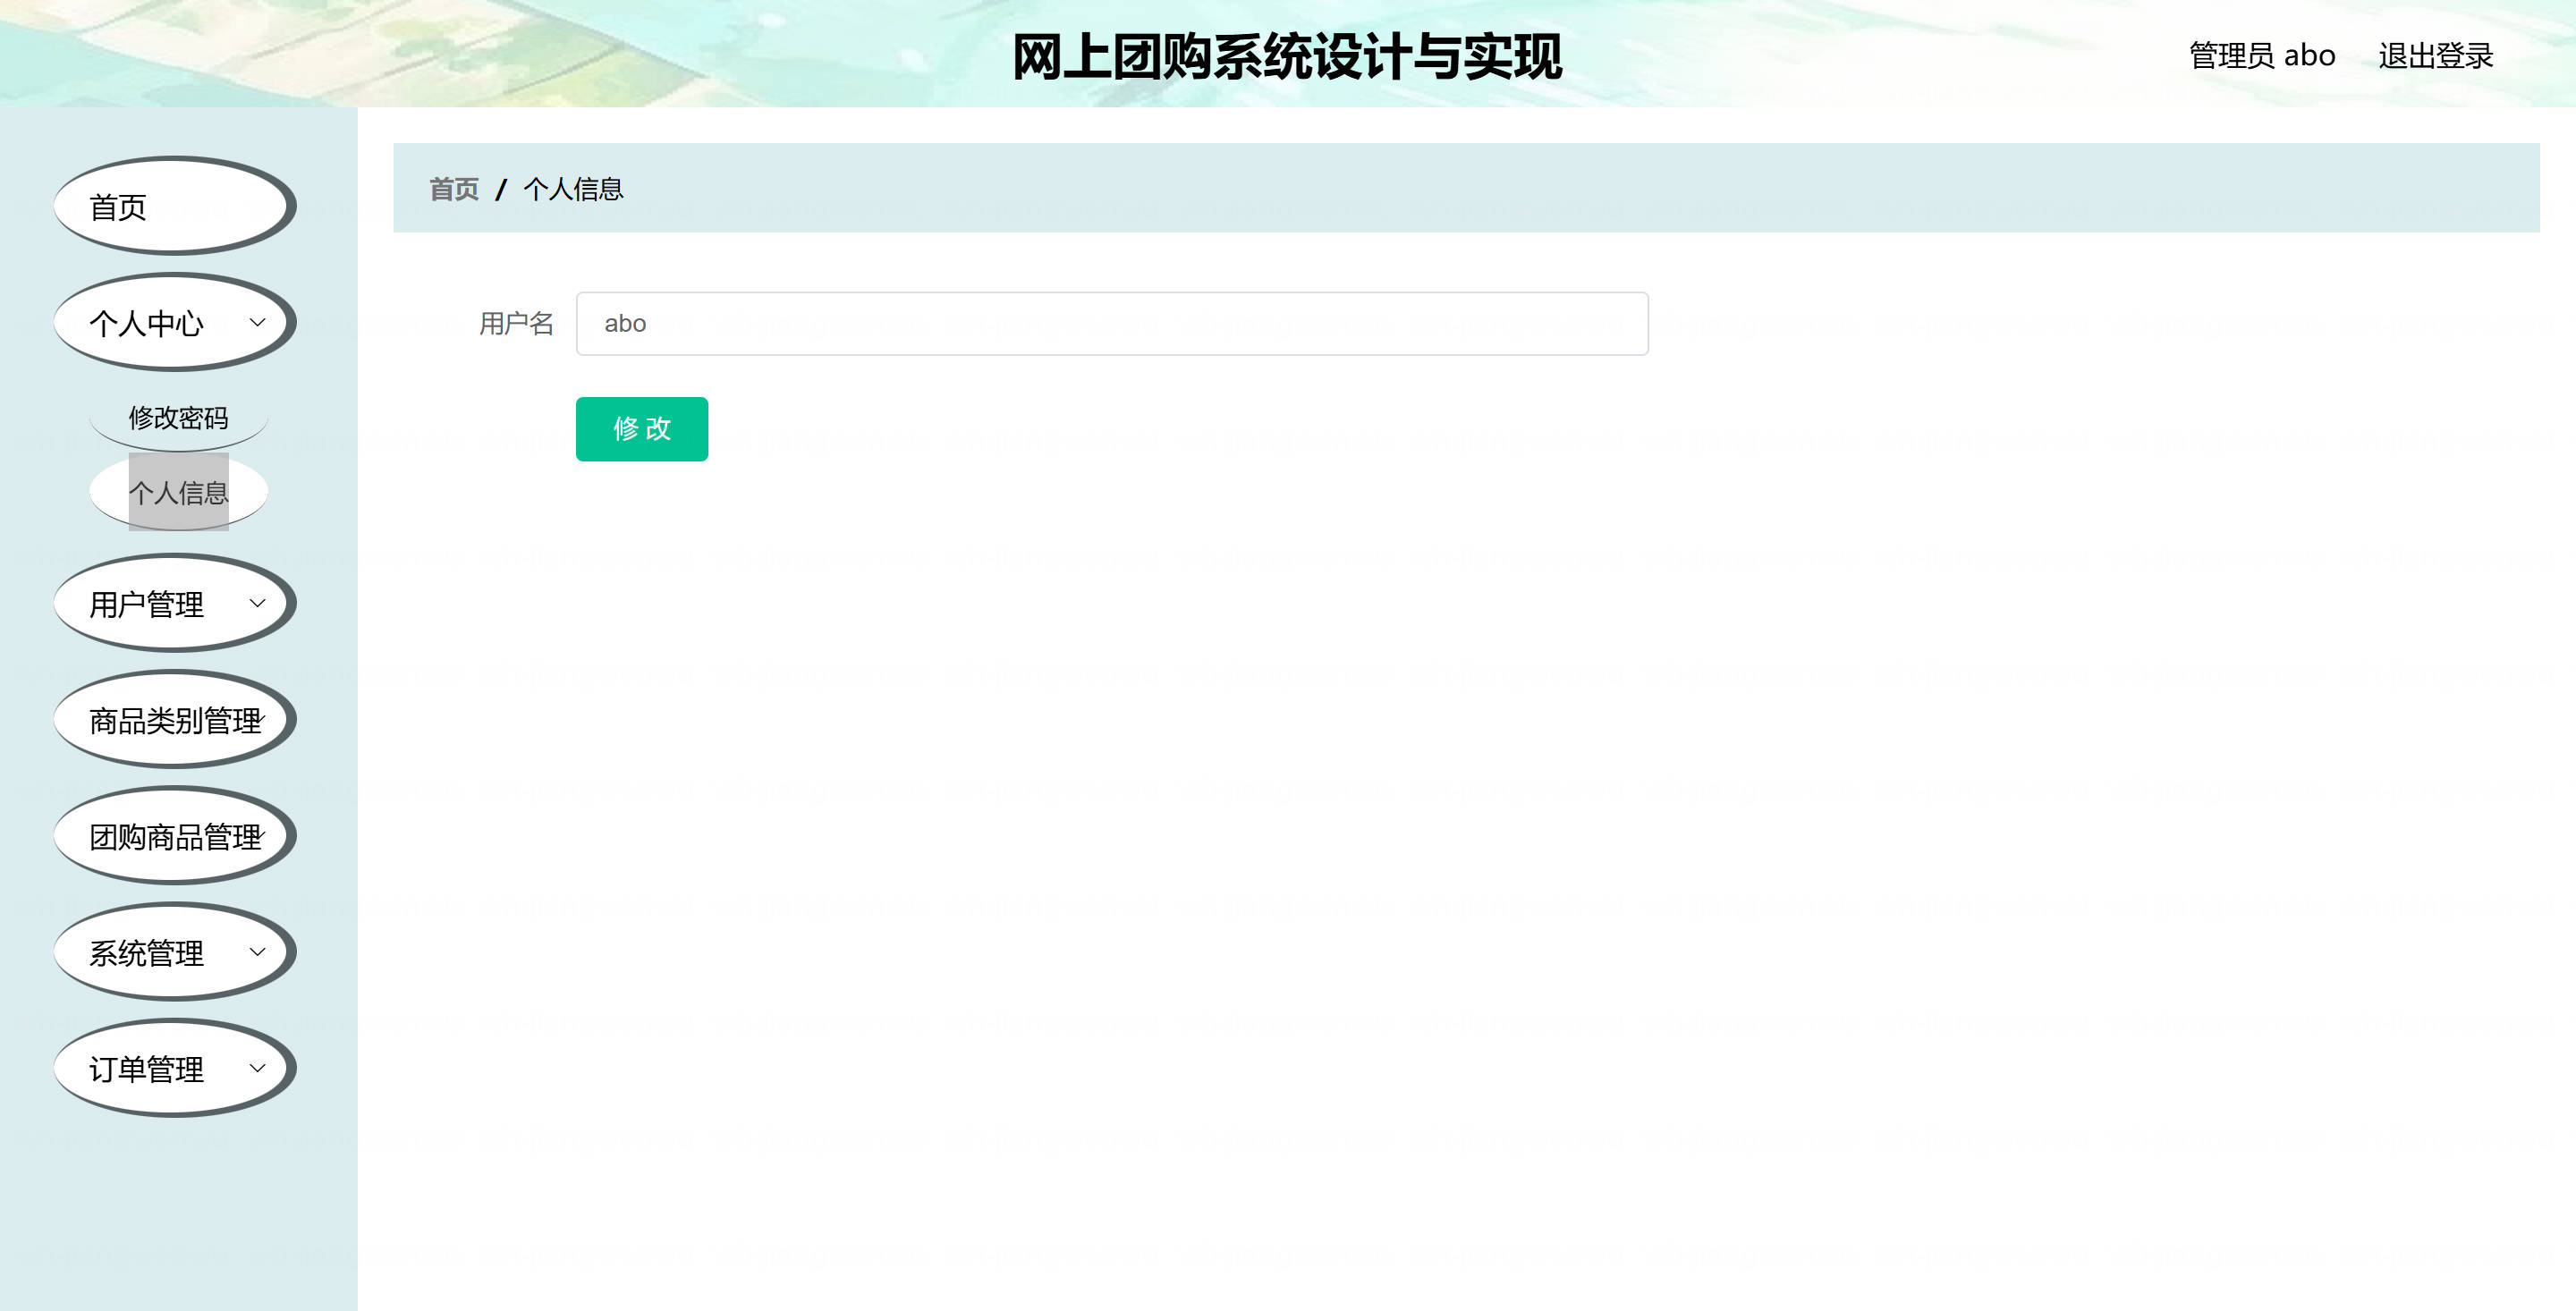 网上团购系统设计与实现
管理员 abo 退出登录
首页
个人中心
修改密码
个人信息
用户管理
商品类别管理
团购商品管理
系统管理
订单管理
首页 / 个人信息
用户名 abo
修 改